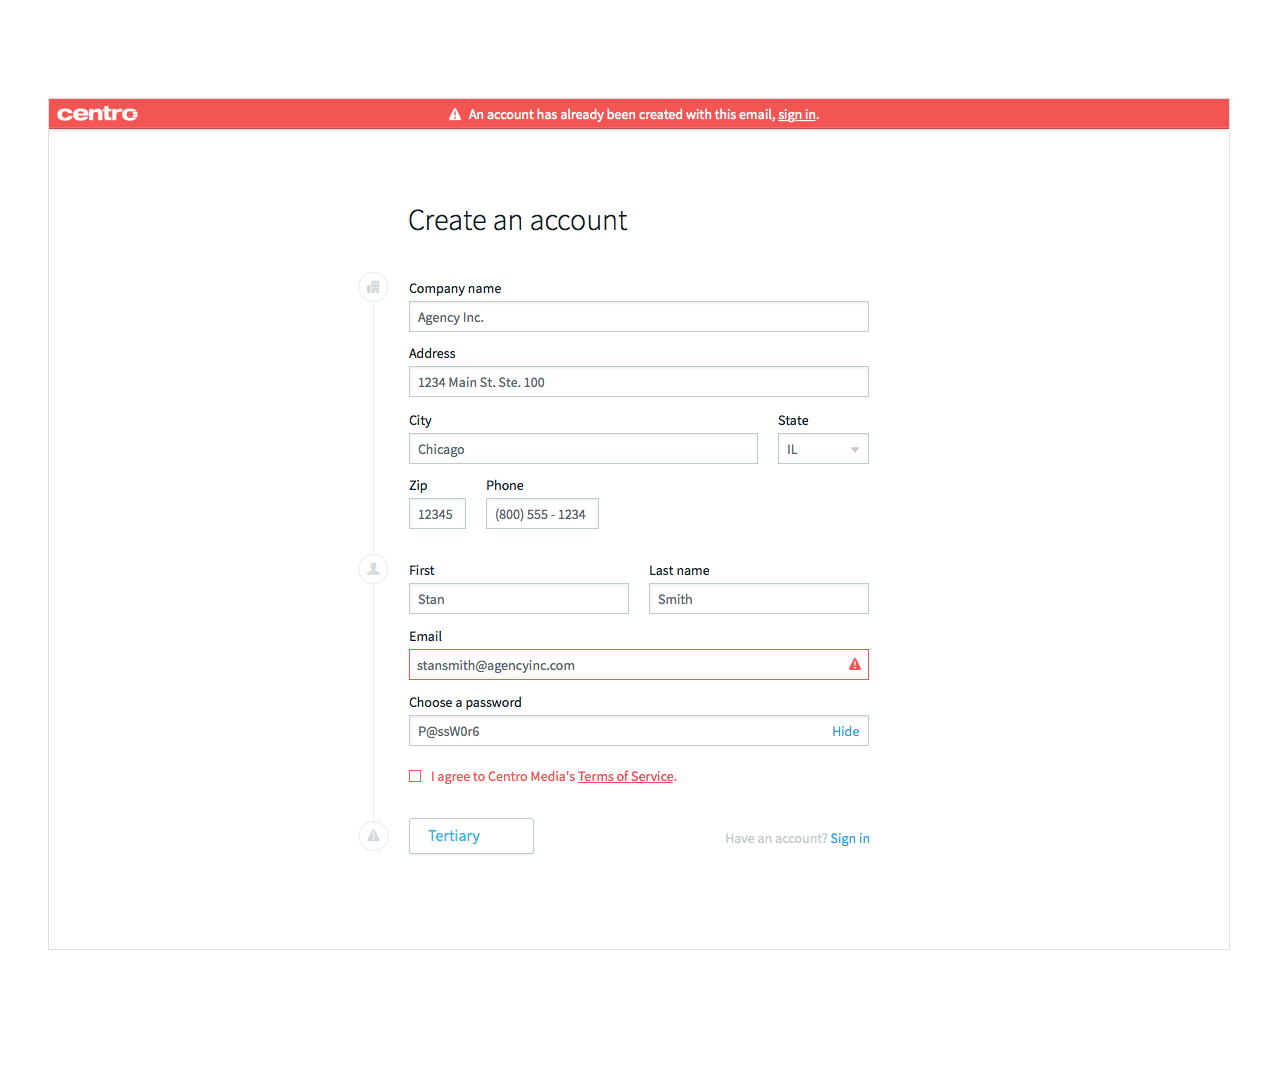 centro
An account has already been created with this email, sign in.
Create an account
Company name
Agency Inc.
Address
1234 Main St. Ste. 100
City State
Chicago IL
Zip Phone
12345 (800) 555 - 1234
First Last name
Stan Smith
Email
stansmith@agencyinc.com
Choose a password
P@ssW0r6 Hide
I agree to Centro Media's Terms of Service.
Tertiary
Have an account? Sign in